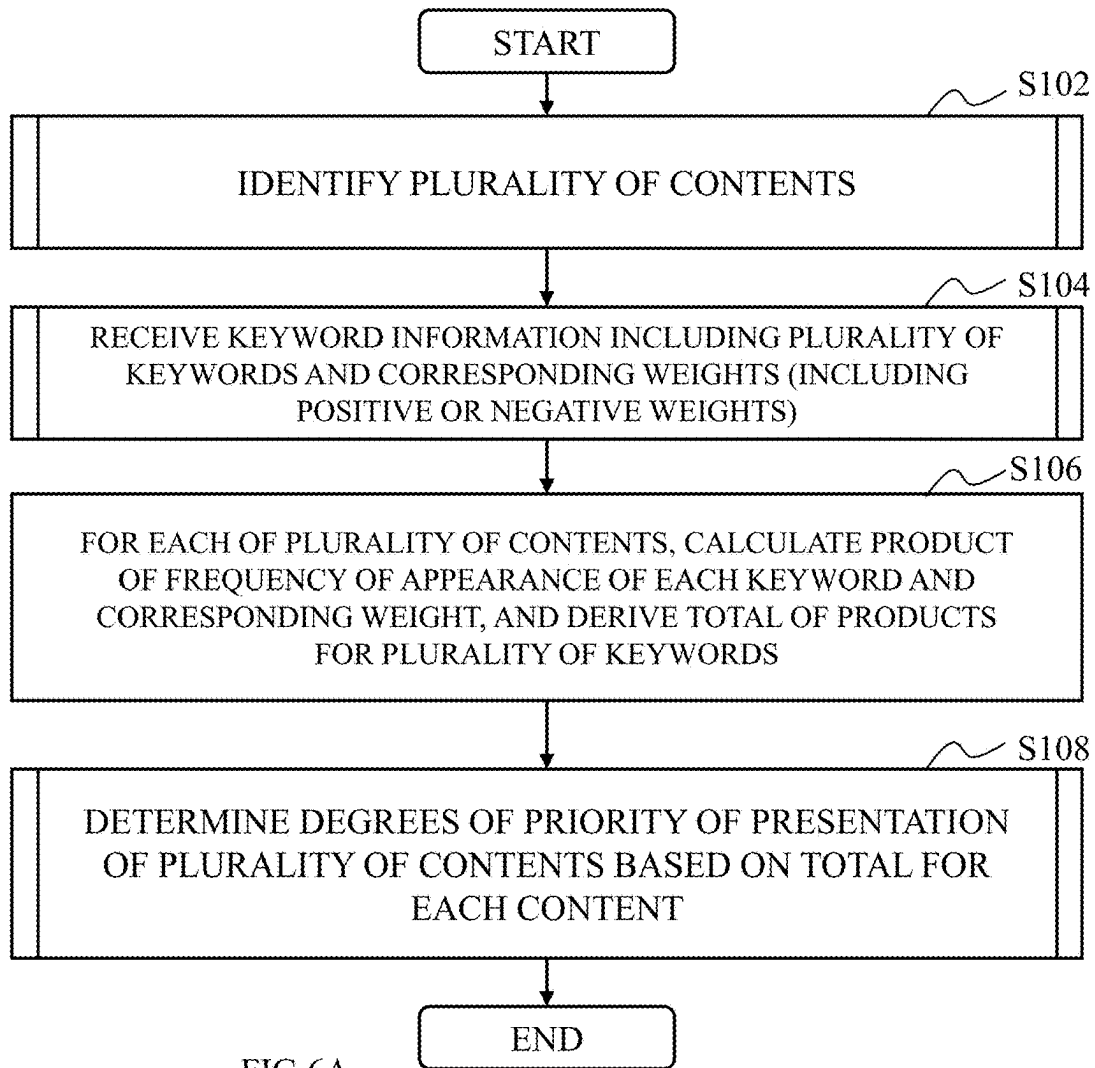 START
S102
IDENTIFY PLURALITY OF CONTENTS
S104
RECEIVE KEYWORD INFORMATION INCLUDING PLURALITY OF
KEYWORDS AND CORRESPONDING WEIGHTS (INCLUDING
POSITIVE OR NEGATIVE WEIGHTS)
S106
FOR EACH OF PLURALITY OF CONTENTS, CALCULATE PRODUCT
OF FREQUENCY OF APPEARANCE OF EACH KEYWORD AND
CORRESPONDING WEIGHT, AND DERIVE TOTAL OF PRODUCTS
FOR PLURALITY OF KEYWORDS
S108
DETERMINE DEGREES OF PRIORITY OF PRESENTATION
OF PLURALITY OF CONTENTS BASED ON TOTAL FOR
EACH CONTENT
END
FIG.6A